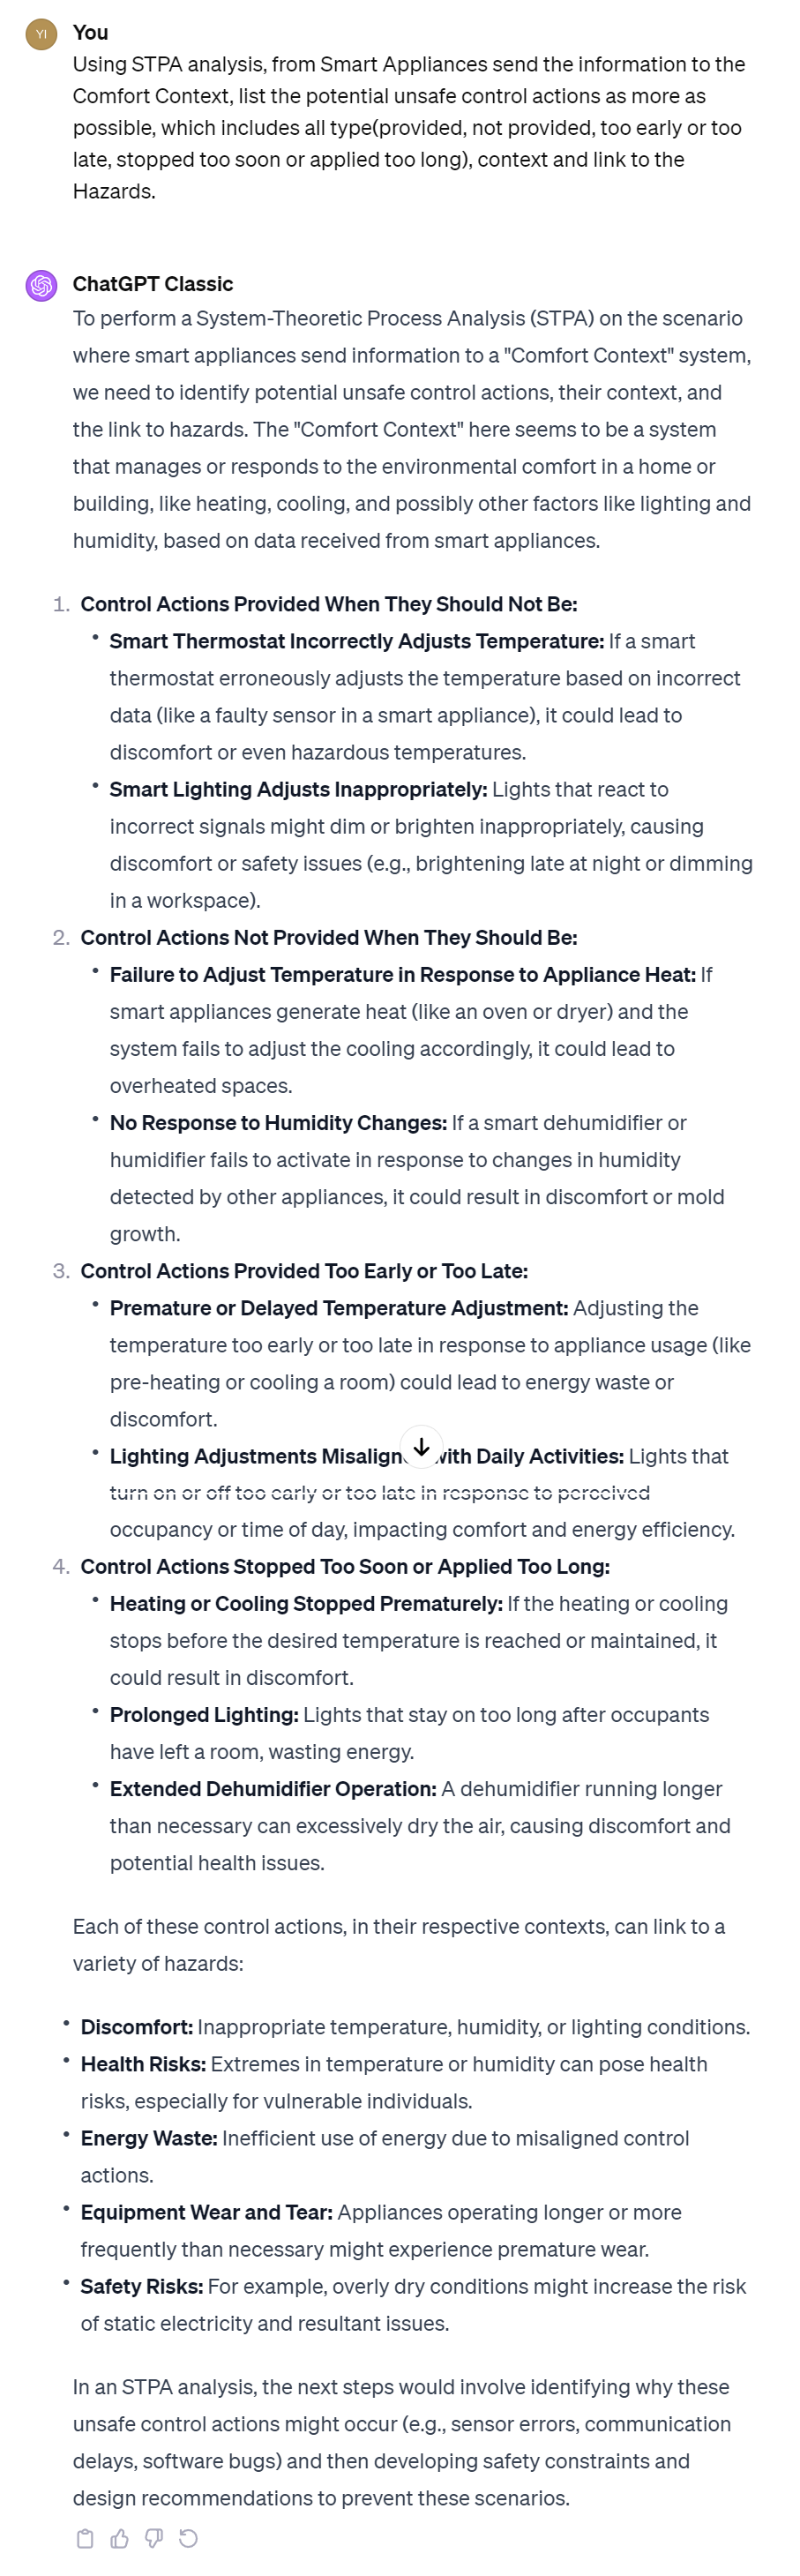 YI
You
Using STPA analysis, from Smart Appliances send the information to the
Comfort Context, list the potential unsafe control actions as more as
possible, which includes all type(provided, not provided, too early or too
late, stopped too soon or applied too long), context and link to the
Hazards.
ChatGPT Classic
To perform a System-Theoretic Process Analysis (STPA) on the scenario
where smart appliances send information to a "Comfort Context" system,
we need to identify potential unsafe control actions, their context, and
the link to hazards. The "Comfort Context" here seems to be a system
that manages or responds to the environmental comfort in a home or
building, like heating, cooling, and possibly other factors like lighting and
humidity, based on data received from smart appliances.
1. Control Actions Provided When They Should Not Be:
• Smart Thermostat Incorrectly Adjusts Temperature: If a smart
thermostat erroneously adjusts the temperature based on incorrect
data (like a faulty sensor in a smart appliance), it could lead to
discomfort or even hazardous temperatures.
• Smart Lighting Adjusts Inappropriately: Lights that react to
incorrect signals might dim or brighten inappropriately, causing
discomfort or safety issues (e.g., brightening late at night or dimming
in a workspace).
2. Control Actions Not Provided When They Should Be:
• Failure to Adjust Temperature in Response to Appliance Heat: If
smart appliances generate heat (like an oven or dryer) and the
system fails to adjust the cooling accordingly, it could lead to
overheated spaces.
• No Response to Humidity Changes: If a smart dehumidifier or
humidifier fails to activate in response to changes in humidity
detected by other appliances, it could result in discomfort or mold
growth.
3. Control Actions Provided Too Early or Too Late:
• Premature or Delayed Temperature Adjustment: Adjusting the
temperature too early or too late in response to appliance usage (like
pre-heating or cooling a room) could lead to energy waste or
discomfort.
• Lighting Adjustments with Daily Activities: Lights that
turn on or off too early or too late in response to perceived
occupancy or time of day, impacting comfort and energy efficiency.
4. Control Actions Stopped Too Soon or Applied Too Long:
• Heating or Cooling Stopped Prematurely: If the heating or cooling
stops before the desired temperature is reached or maintained, it
could result in discomfort.
• Prolonged Lighting: Lights that stay on too long after occupants
have left a room, wasting energy.
• Extended Dehumidifier Operation: A dehumidifier running longer
than necessary can excessively dry the air, causing discomfort and
potential health issues.
Each of these control actions, in their respective contexts, can link to a
variety of hazards:
• Discomfort: Inappropriate temperature, humidity, or lighting conditions.
• Health Risks: Extremes in temperature or humidity can pose health
risks, especially for vulnerable individuals.
• Energy Waste: Inefficient use of energy due to misaligned control
actions.
• Equipment Wear and Tear: Appliances operating longer or more
frequently than necessary might experience premature wear.
• Safety Risks: For example, overly dry conditions might increase the risk
of static electricity and resultant issues.
In an STPA analysis, the next steps would involve identifying why these
unsafe control actions might occur (e.g., sensor errors, communication
delays, software bugs) and then developing safety constraints and
design recommendations to prevent these scenarios.